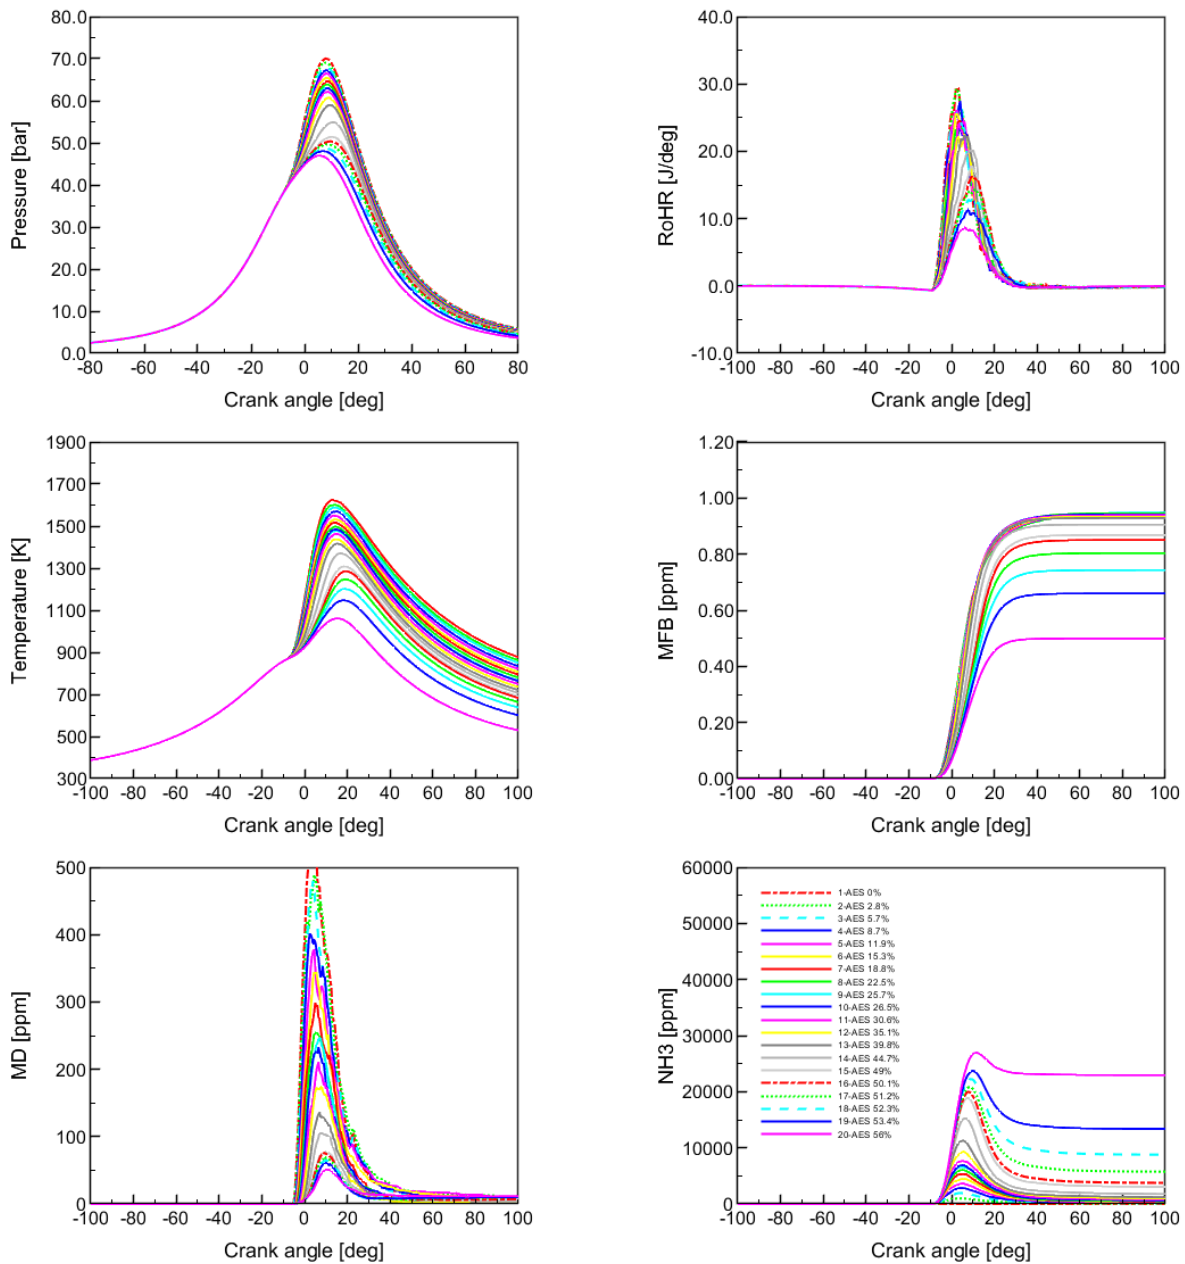 80.0
70.0
60.0
50.0
40.0
30.0
20.0
10.0
0.0
Pressure [bar]
-80 -60 -40 -20 0 20 40 60 80
Crank angle [deg]
40.0
30.0
20.0
10.0
0.0
-10.0
RoHR [J/deg]
-100 -80 -60 -40 -20 0 20 40 60 80 100
Crank angle [deg]
1900
1700
1500
1300
1100
900
700
500
300
Temperature [K]
-100 -80 -60 -40 -20 0 20 40 60 80 100
Crank angle [deg]
1.20
1.00
0.80
0.60
0.40
0.20
0.00
MFB [ppm]
-100 -80 -60 -40 -20 0 20 40 60 80 100
Crank angle [deg]
500
400
300
200
100
0
MD [ppm]
-100 -80 -60 -40 -20 0 20 40 60 80 100
Crank angle [deg]
60000
50000
40000
30000
20000
10000
0
NH3 [ppm]
1-AES 0%
2-AES 2.8%
3-AES 5.7%
4-AES 8.7%
5-AES 11.9%
6-AES 15.3%
7-AES 18.8%
8-AES 22.5%
9-AES 25.7%
10-AES 26.5%
11-AES 30.6%
12-AES 35.1%
13-AES 39.8%
14-AES 44.7%
15-AES 49%
16-AES 50.1%
17-AES 51.2%
18-AES 52.3%
19-AES 53.4%
20-AES 56%
-100 -80 -60 -40 -20 0 20 40 60 80 100
Crank angle [deg]